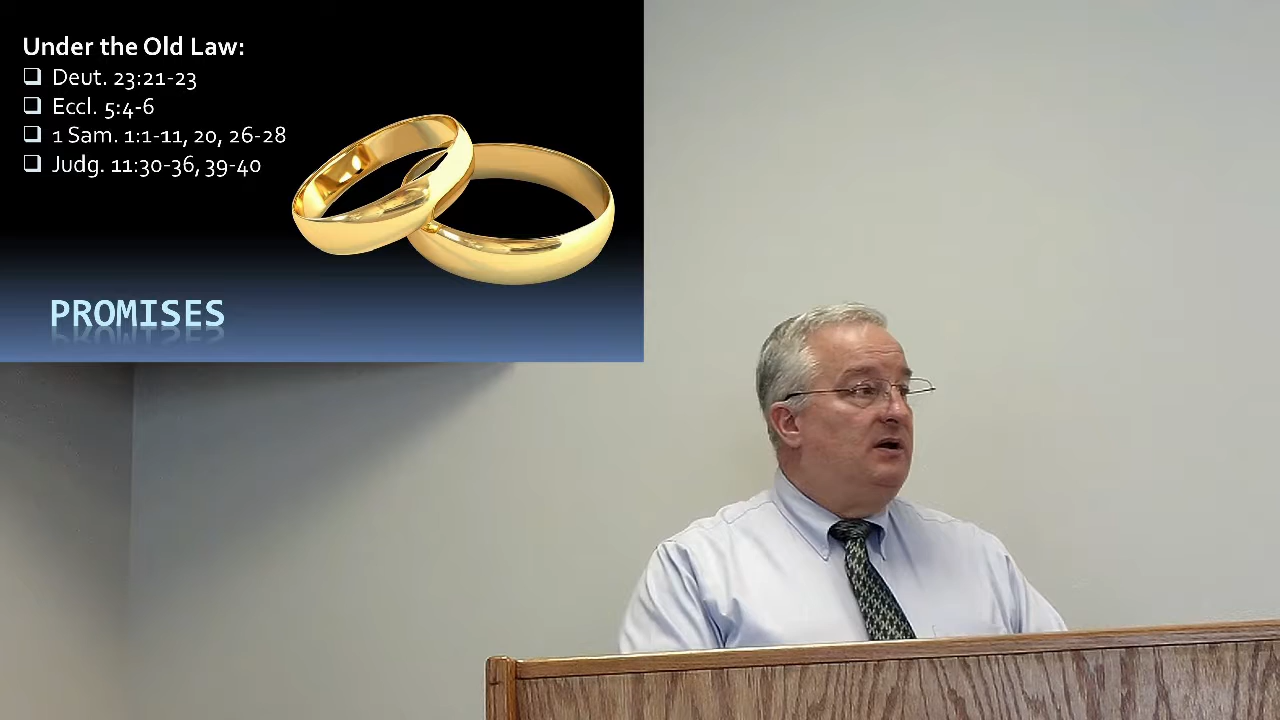 Under the Old Law:
❑ Deut. 23:21-23
❑ Eccl. 5:4-6
❑ 1 Sam. 1:1-11, 20, 26-28
❑ Judg. 11:30-36, 39-40
PROMISES